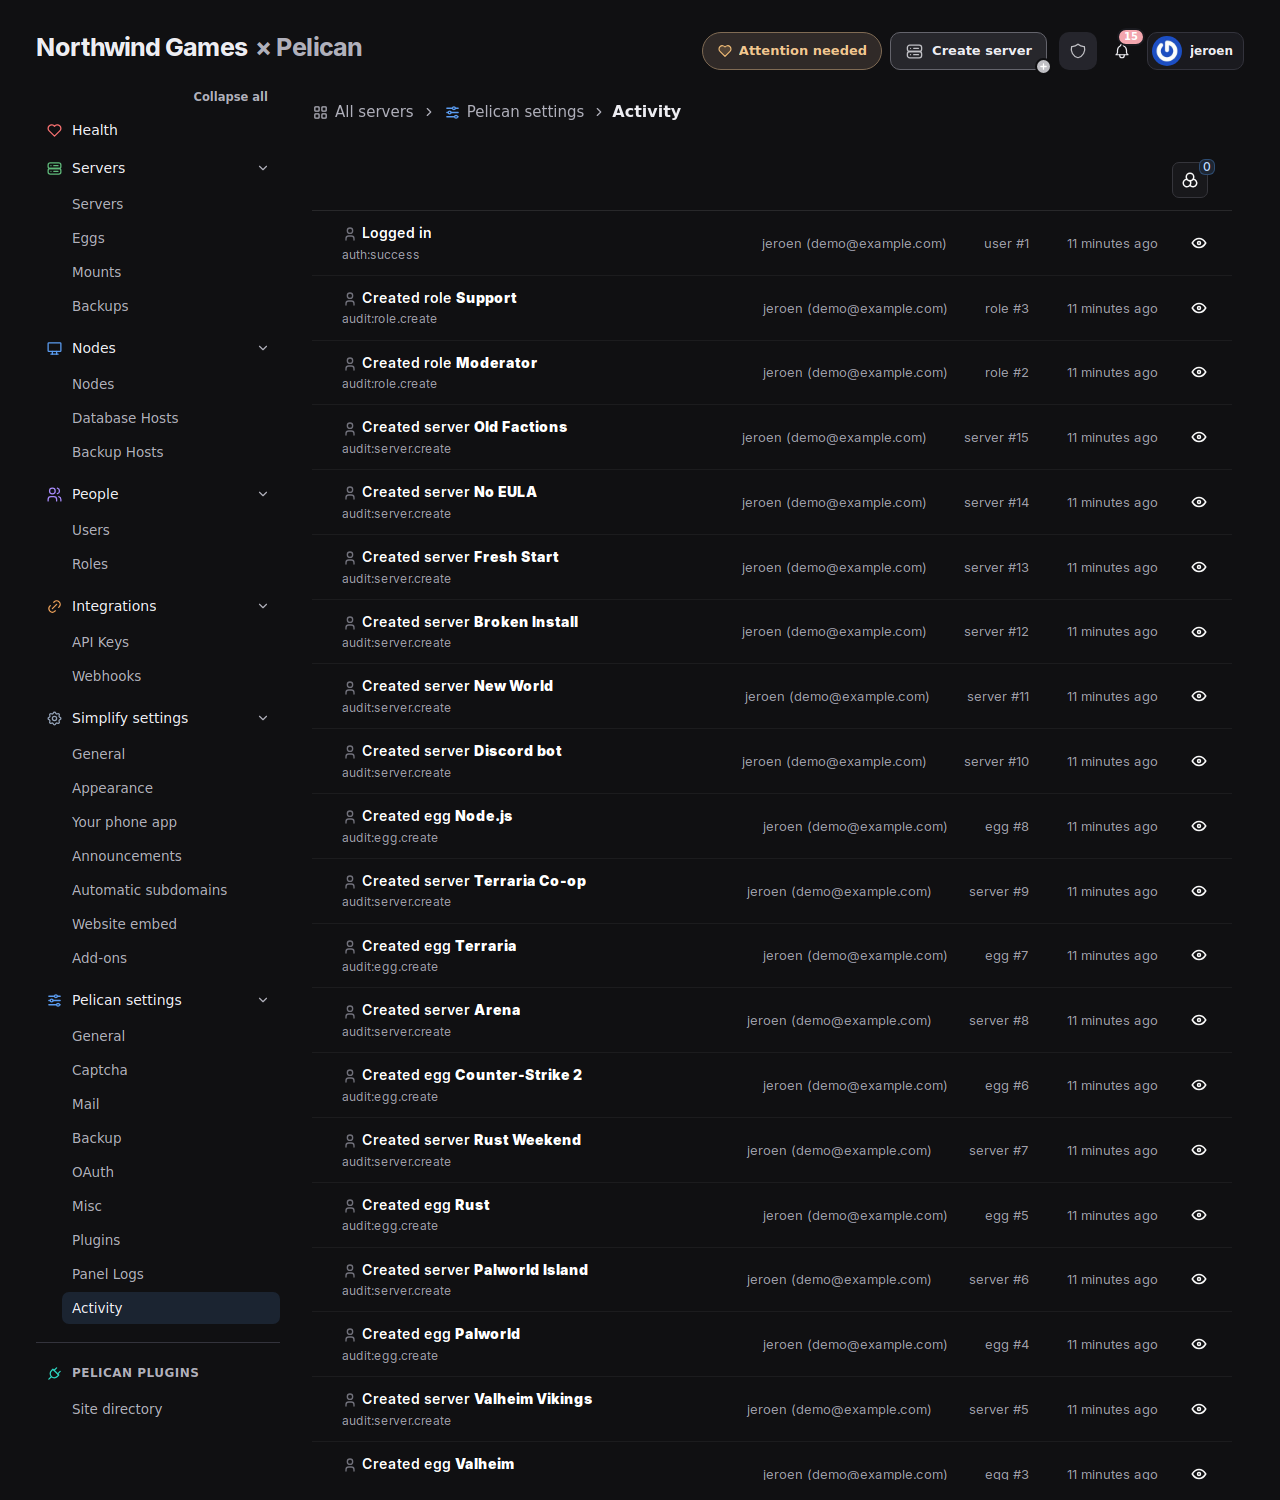 Northwind Games × Pelican
Attention needed
Create server
15
jeroen
Collapse all
Health
Servers
Servers
Eggs
Mounts
Backups
Nodes
Nodes
Database Hosts
Backup Hosts
People
Users
Roles
Integrations
API Keys
Webhooks
Simplify settings
General
Appearance
Your phone app
Announcements
Automatic subdomains
Website embed
Add-ons
Pelican settings
General
Captcha
Mail
Backup
OAuth
Misc
Plugins
Panel Logs
Activity
PELICAN PLUGINS
Site directory
All servers > Pelican settings > Activity
0
Logged in
auth:success
jeroen (demo@example.com) user #1 11 minutes ago
Created role Support
audit:role.create
jeroen (demo@example.com) role #3 11 minutes ago
Created role Moderator
audit:role.create
jeroen (demo@example.com) role #2 11 minutes ago
Created server Old Factions
audit:server.create
jeroen (demo@example.com) server #15 11 minutes ago
Created server No EULA
audit:server.create
jeroen (demo@example.com) server #14 11 minutes ago
Created server Fresh Start
audit:server.create
jeroen (demo@example.com) server #13 11 minutes ago
Created server Broken Install
audit:server.create
jeroen (demo@example.com) server #12 11 minutes ago
Created server New World
audit:server.create
jeroen (demo@example.com) server #11 11 minutes ago
Created server Discord bot
audit:server.create
jeroen (demo@example.com) server #10 11 minutes ago
Created egg Node.js
audit:egg.create
jeroen (demo@example.com) egg #8 11 minutes ago
Created server Terraria Co-op
audit:server.create
jeroen (demo@example.com) server #9 11 minutes ago
Created egg Terraria
audit:egg.create
jeroen (demo@example.com) egg #7 11 minutes ago
Created server Arena
audit:server.create
jeroen (demo@example.com) server #8 11 minutes ago
Created egg Counter-Strike 2
audit:egg.create
jeroen (demo@example.com) egg #6 11 minutes ago
Created server Rust Weekend
audit:server.create
jeroen (demo@example.com) server #7 11 minutes ago
Created egg Rust
audit:egg.create
jeroen (demo@example.com) egg #5 11 minutes ago
Created server Palworld Island
audit:server.create
jeroen (demo@example.com) server #6 11 minutes ago
Created egg Palworld
audit:egg.create
jeroen (demo@example.com) egg #4 11 minutes ago
Created server Valheim Vikings
audit:server.create
jeroen (demo@example.com) server #5 11 minutes ago
Created egg Valheim
jeroen (demo@example.com) egg #3 11 minutes ago